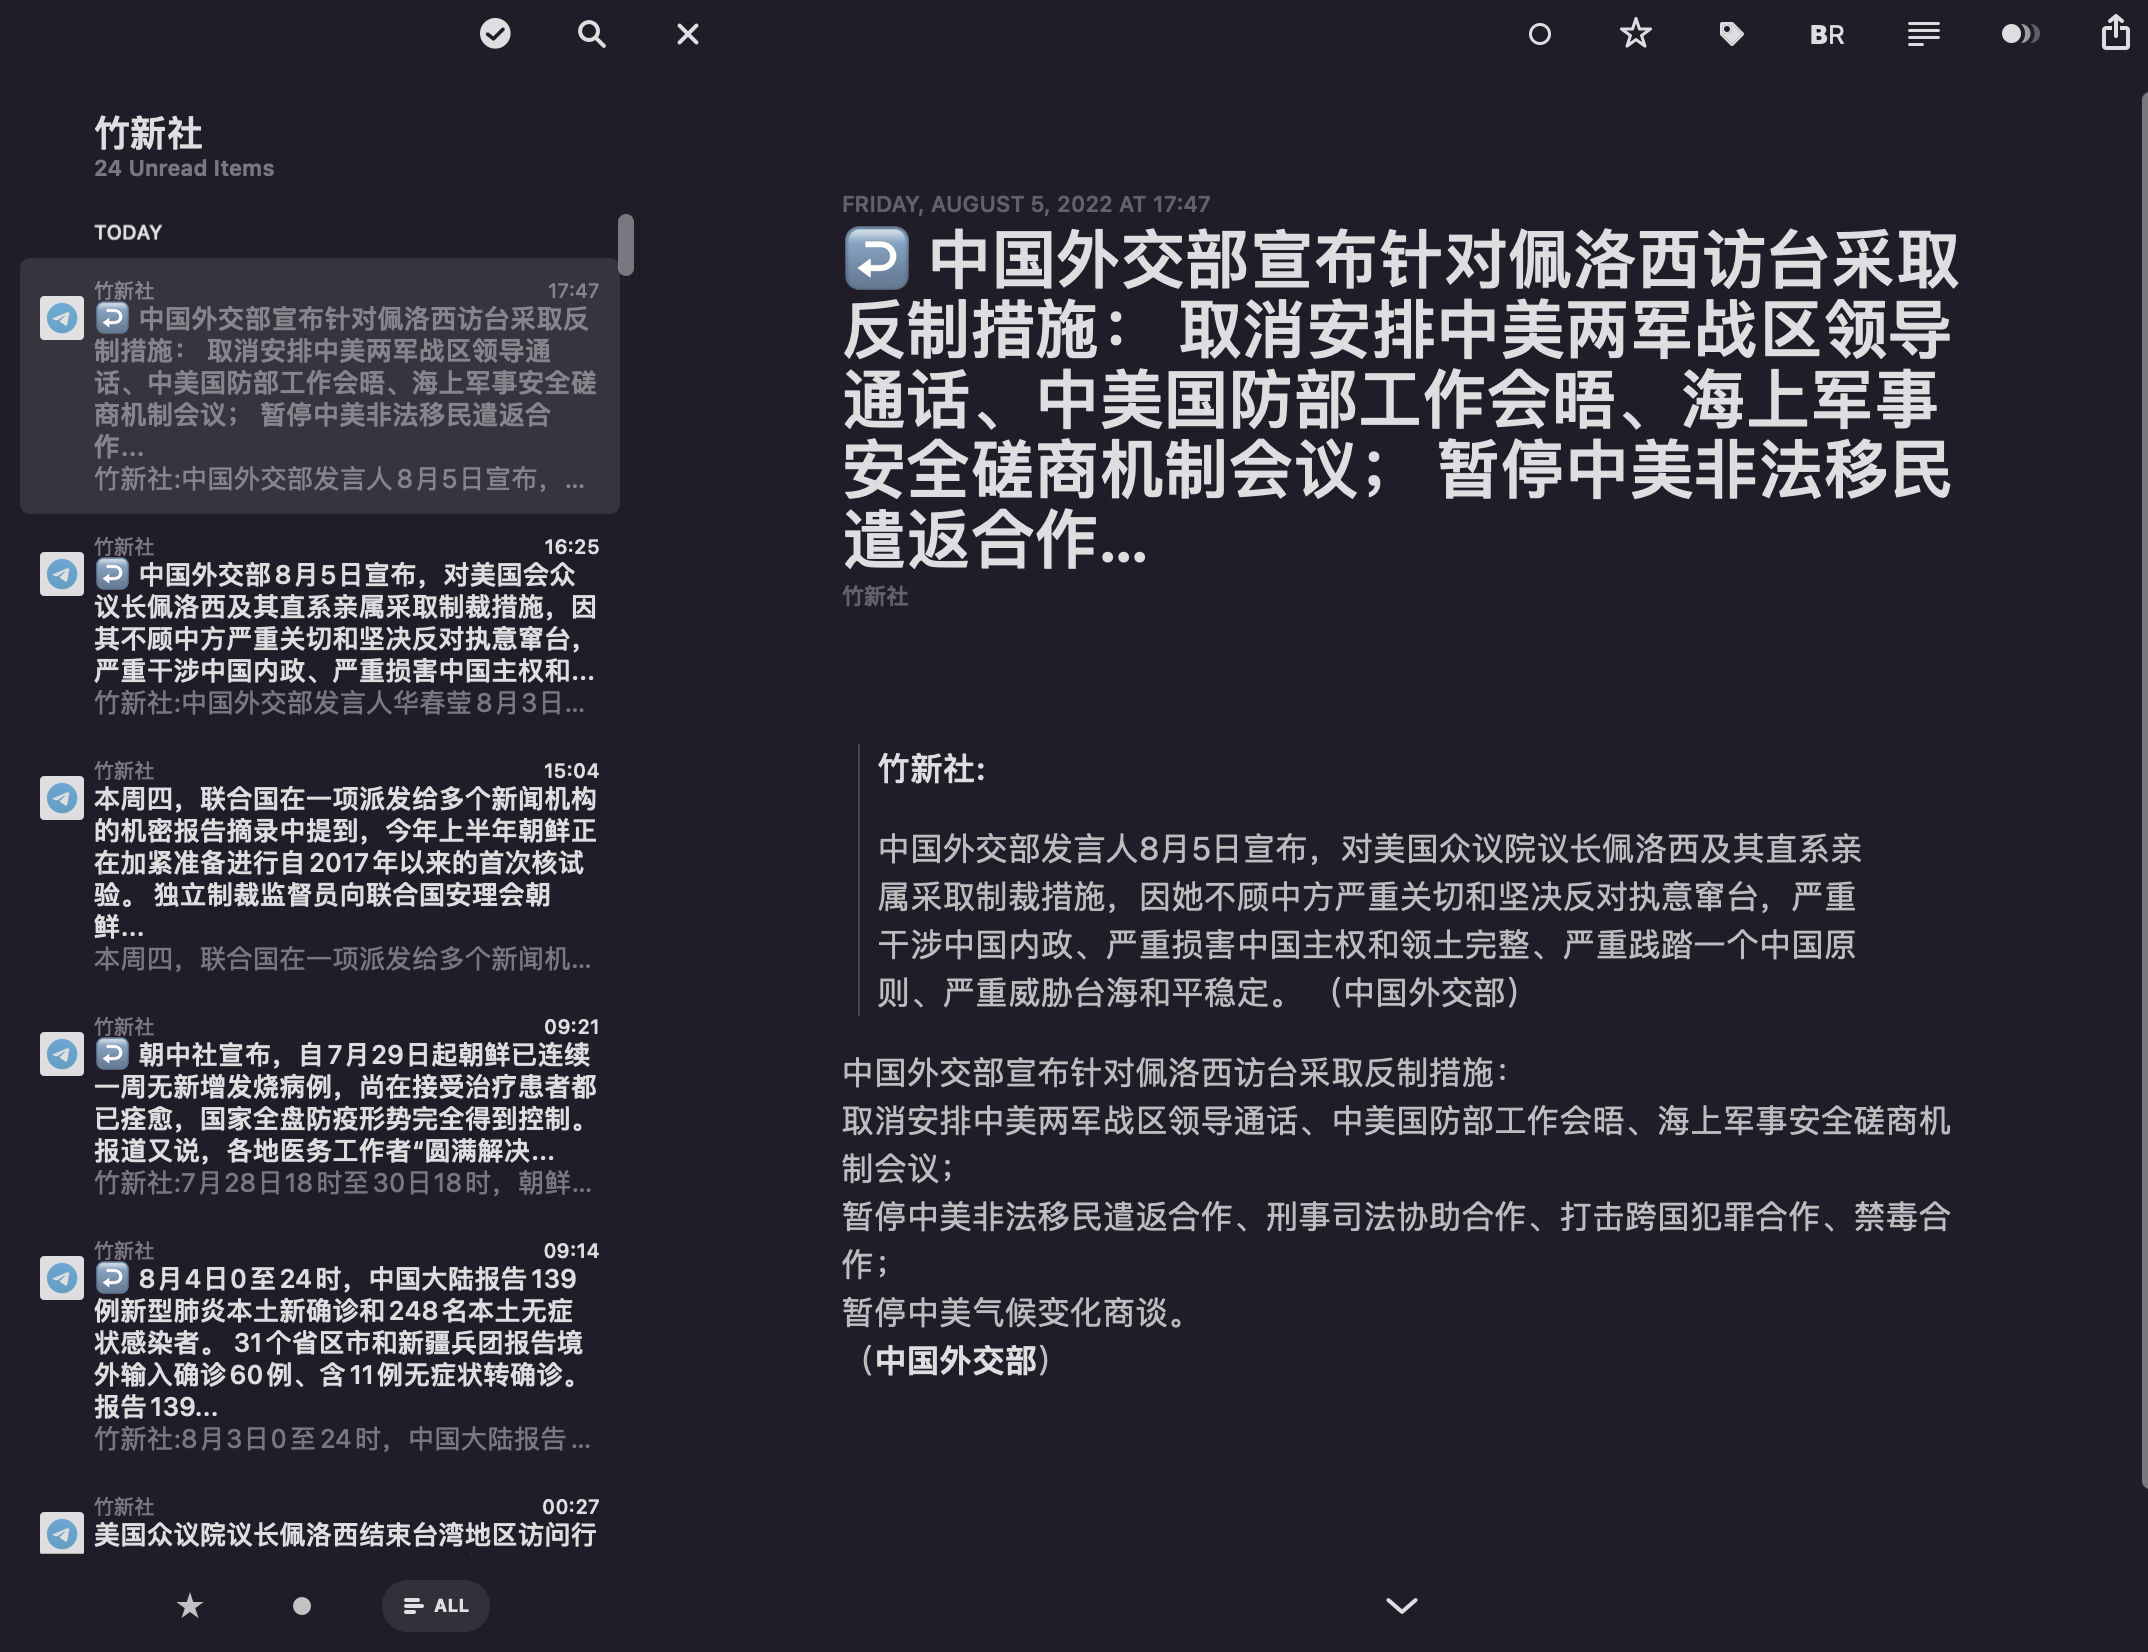 竹新社
24 Unread Items
TODAY
竹新社
17:47
↩️ 中国外交部宣布针对佩洛西访台采取反
制措施： 取消安排中美两军战区领导通
话、中美国防部工作会晤、海上军事安全磋
商机制会议； 暂停中美非法移民遣返合
作...
竹新社:中国外交部发言人8月5日宣布，...
竹新社
16:25
↩️ 中国外交部8月5日宣布，对美国会众
议长佩洛西及其直系亲属采取制裁措施，因
其不顾中方严重关切和坚决反对执意窜台，
严重干涉中国内政、严重损害中国主权和...
竹新社:中国外交部发言人华春莹8月3日...
竹新社
15:04
本周四，联合国在一项派发给多个新闻机构
的机密报告摘录中提到，今年上半年朝鲜正
在加紧准备进行自2017年以来的首次核试
验。 独立制裁监督员向联合国安理会朝
鲜...
本周四，联合国在一项派发给多个新闻机...
竹新社
09:21
↩️ 朝中社宣布，自7月29日起朝鲜已连续
一周无新增发烧病例，尚在接受治疗患者都
已痊愈，国家全盘防疫形势完全得到控制。
报道又说，各地医务工作者“圆满解决...
竹新社:7月28日18时至30日18时，朝鲜...
竹新社
09:14
↩️ 8月4日0至24时，中国大陆报告139
例新型肺炎本土新确诊和248名本土无症
状感染者。 31个省区市和新疆兵团报告境
外输入确诊60例、含11例无症状转确诊。
报告139...
竹新社:8月3日0至24时，中国大陆报告...
竹新社
00:27
美国众议院议长佩洛西结束台湾地区访问行
ALL
BR
FRIDAY, AUGUST 5, 2022 AT 17:47
↩️ 中国外交部宣布针对佩洛西访台采取
反制措施： 取消安排中美两军战区领导
通话、中美国防部工作会晤、海上军事
安全磋商机制会议； 暂停中美非法移民
遣返合作...
竹新社
竹新社:
中国外交部发言人8月5日宣布，对美国众议院议长佩洛西及其直系亲
属采取制裁措施，因她不顾中方严重关切和坚决反对执意窜台，严重
干涉中国内政、严重损害中国主权和领土完整、严重践踏一个中国原
则、严重威胁台海和平稳定。 （中国外交部）
中国外交部宣布针对佩洛西访台采取反制措施：
取消安排中美两军战区领导通话、中美国防部工作会晤、海上军事安全磋商机
制会议；
暂停中美非法移民遣返合作、刑事司法协助合作、打击跨国犯罪合作、禁毒合
作；
暂停中美气候变化商谈。
（中国外交部）